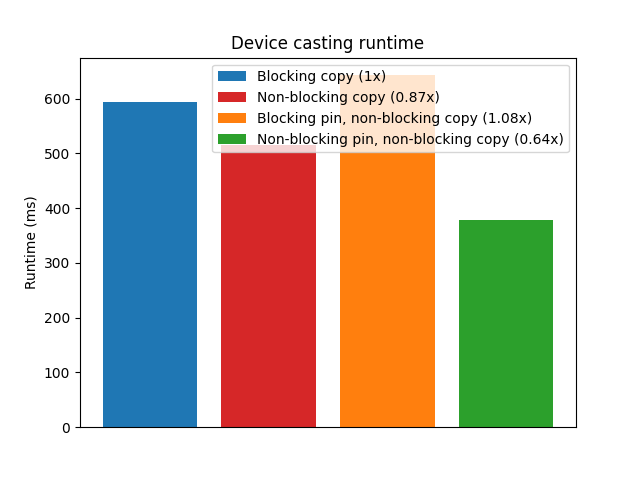 Device casting runtime
Blocking copy (1x)
Non-blocking copy (0.87x)
Blocking pin, non-blocking copy (1.08x)
Non-blocking pin, non-blocking copy (0.64x)
Runtime (ms)
600
500
400
300
200
100
0